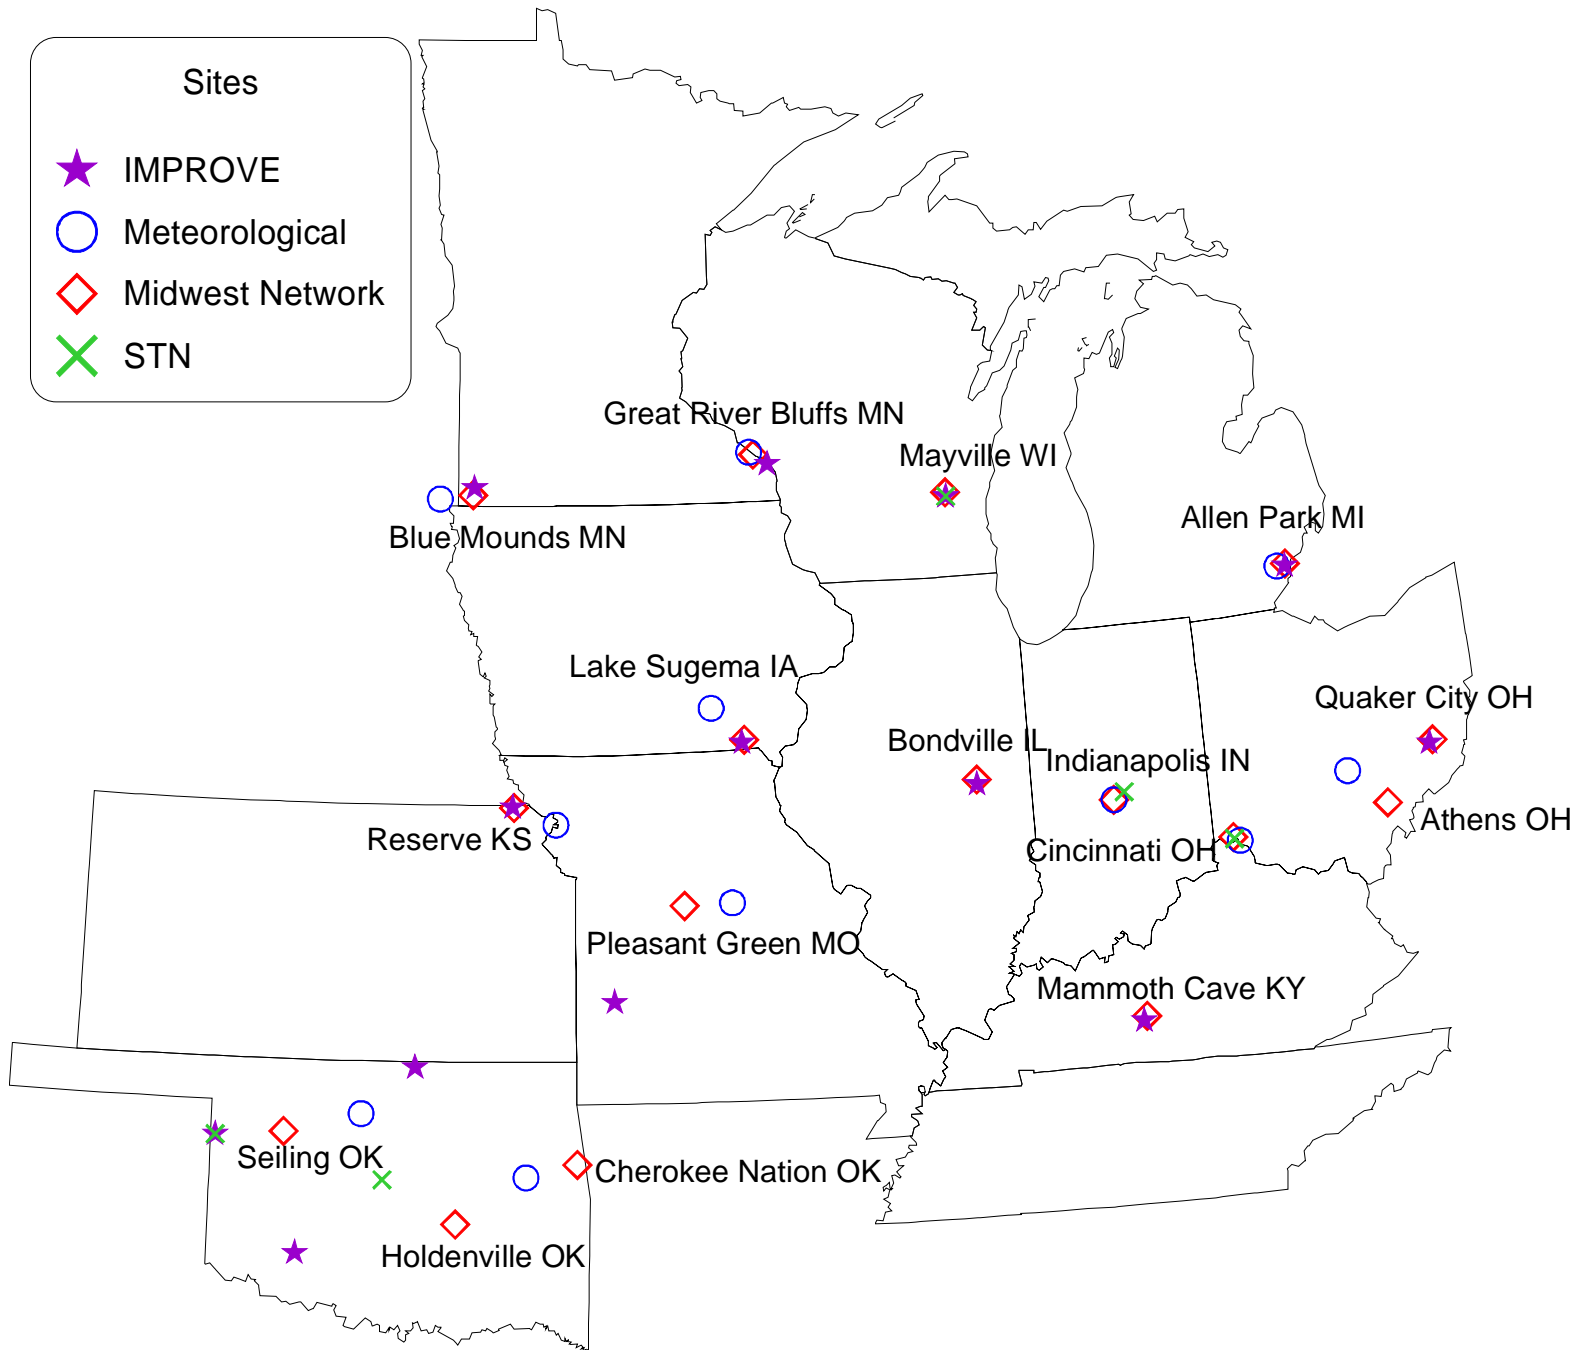 Sites
IMPROVE
Meteorological
Midwest Network
STN
Great River Bluffs MN
Mayville WI
Allen Park MI
Blue Mounds MN
Lake Sugema IA
Quaker City OH
Bondville IL
Indianapolis IN
Athens OH
Reserve KS
Cincinnati OH
Pleasant Green MO
Mammoth Cave KY
Seiling OK
Cherokee Nation OK
Holdenville OK